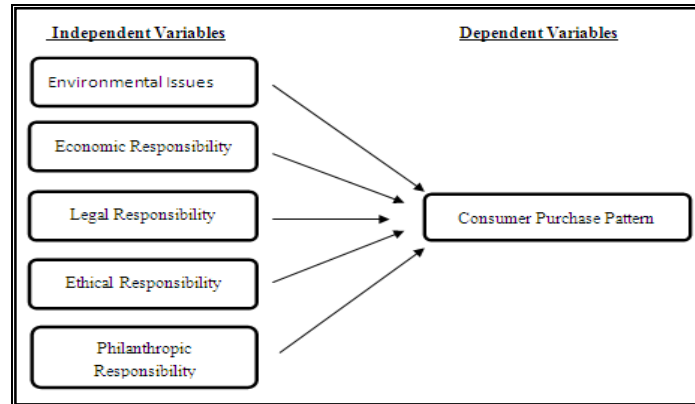 Independent Variables
Dependent Variables
Environmental Issues
Economic Responsibility
Legal Responsibility
Consumer Purchase Pattern
Ethical Responsibility
Philanthropic
Responsibility